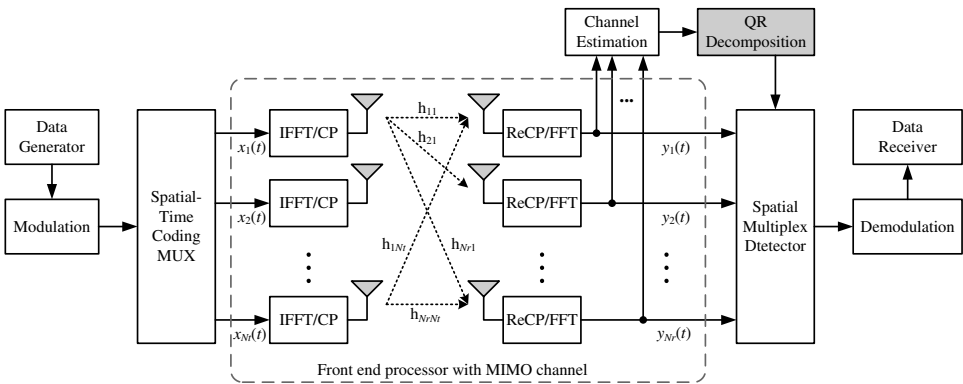 Channel
Estimation
QR
Decomposition
Data
Generator
Modulation
Spatial-
Time
Coding
MUX
x1(t)
x2(t)
xNt(t)
IFFT/CP
IFFT/CP
IFFT/CP
h11
h21
h1Nt
hNr1
hNrNt
ReCP/FFT
ReCP/FFT
ReCP/FFT
y1(t)
y2(t)
yNr(t)
Spatial
Multiplex
Dtetector
Data
Receiver
Demodulation
Front end processor with MIMO channel